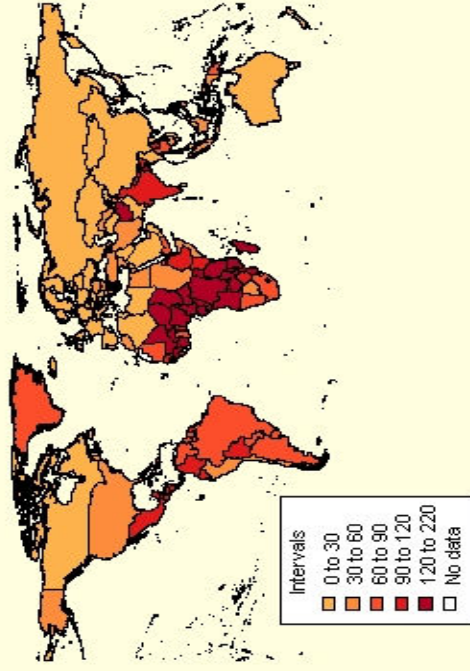 Intervals
0 to 30
30 to 60
60 to 90
90 to 120
120 to 220
No data